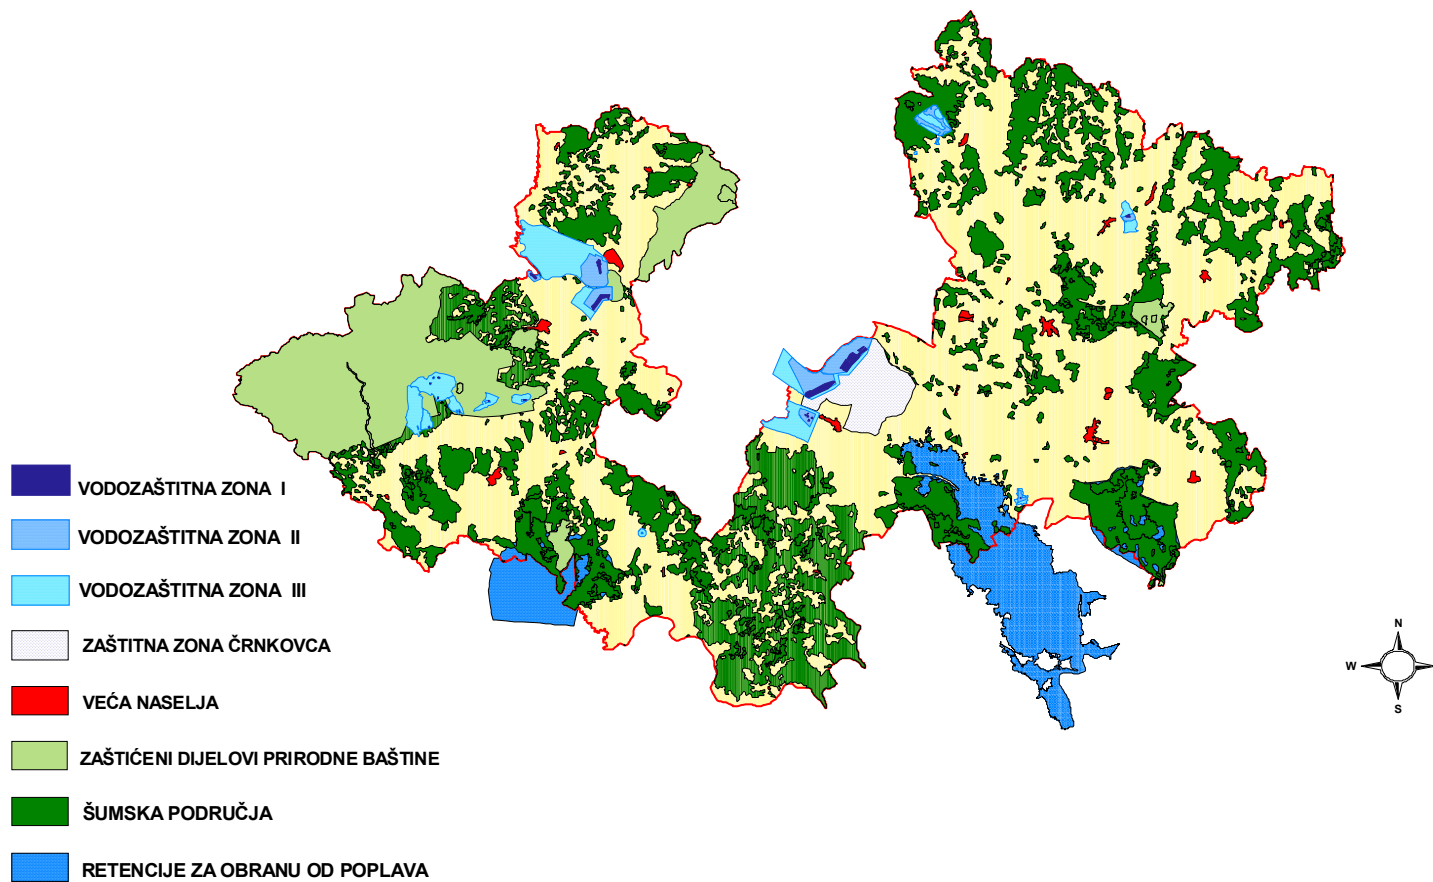 VODOZAŠTITNA ZONA I
VODOZAŠTITNA ZONA II
VODOZAŠTITNA ZONA III
ZAŠTITNA ZONA ČRNKOVCA
VEĆA NASELJA
ZAŠTIĆENI DIJELOVI PRIRODNE BAŠTINE
ŠUMSKA PODRUČJA
RETENCIJE ZA OBRANU OD POPLAVA
N
W
S